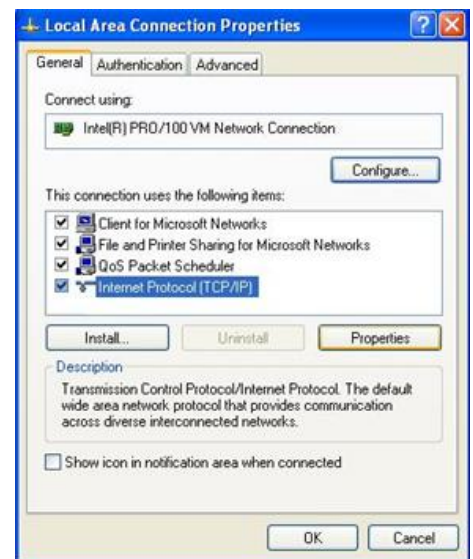 Local Area Connection Properties
General Authentication Advanced
Connect using:
Intel(R) PRO/100 VM Network Connection
Configure...
This connection uses the following items:
Client for Microsoft Networks
File and Printer Sharing for Microsoft Networks
QoS Packet Scheduler
Internet Protocol (TCP/IP)
Install... Uninstall Properties
Description
Transmission Control Protocol/Internet Protocol. The default
wide area network protocol that provides communication
across diverse interconnected networks.
Show icon in notification area when connected
OK Cancel